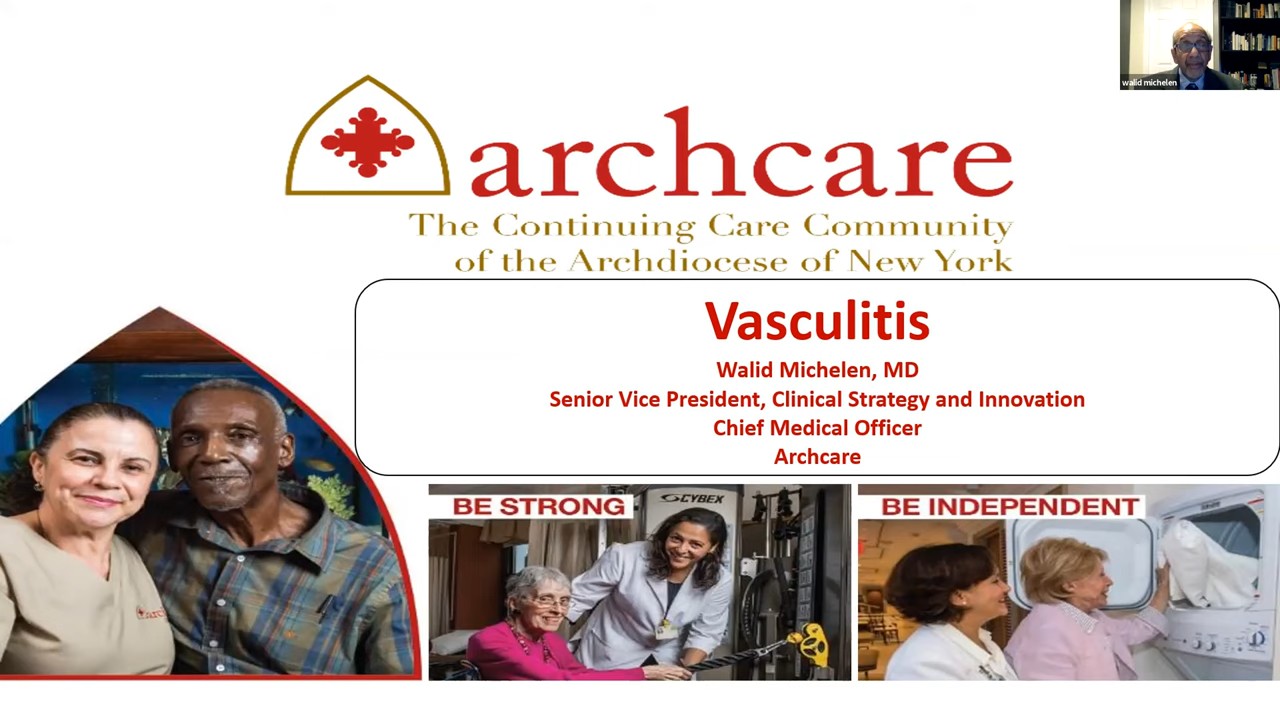 walid michelen
archcare
The Continuing Care Community
of the Archdiocese of New York
Vasculitis
Walid Michelen, MD
Senior Vice President, Clinical Strategy and Innovation
Chief Medical Officer
Archcare
BE STRONG
CYBEX
BE INDEPENDENT